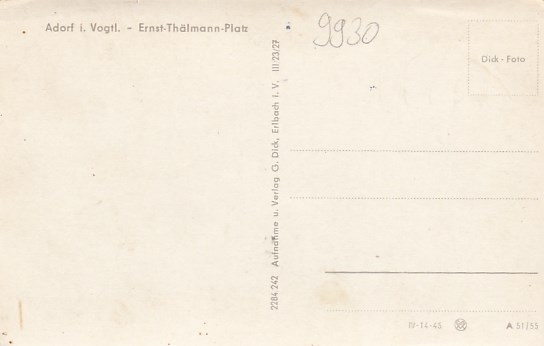 Adorf i. Vogtl. – Ernst-Thälmann-Platz
9930
Dick-Foto
2284 242 Aufnahme u. Verlag G. Dick, Erlbach i. V. III/23/27
IV-14-45 A 51/55